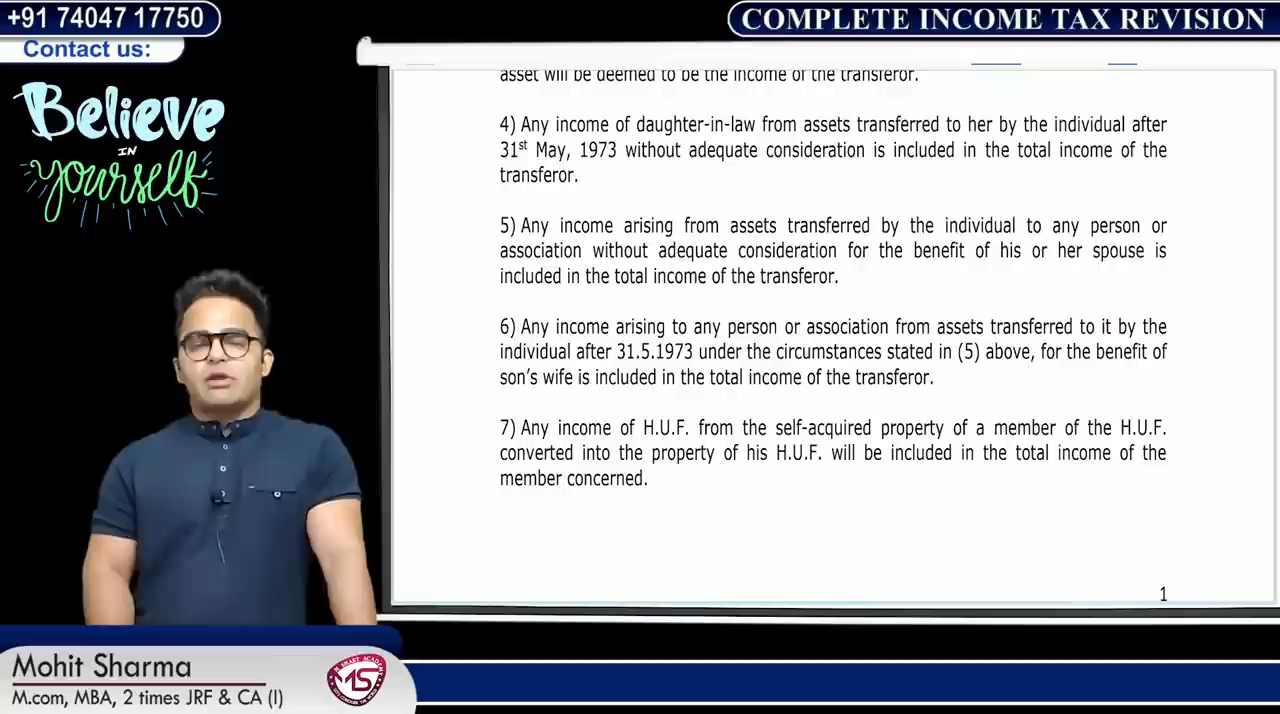 +91 74047 17750
Contact us:
COMPLETE INCOME TAX REVISION
Believe
IN
yourself
asset will be deemed to be the income of the transferor.
4) Any income of daughter-in-law from assets transferred to her by the individual after
31st May, 1973 without adequate consideration is included in the total income of the
transferor.
5) Any income arising from assets transferred by the individual to any person or
association without adequate consideration for the benefit of his or her spouse is
included in the total income of the transferor.
6) Any income arising to any person or association from assets transferred to it by the
individual after 31.5.1973 under the circumstances stated in (5) above, for the benefit of
son's wife is included in the total income of the transferor.
7) Any income of H.U.F. from the self-acquired property of a member of the H.U.F.
converted into the property of his H.U.F. will be included in the total income of the
member concerned.
1
Mohit Sharma
M.com, MBA, 2 times JRF & CA (I)
M SMART ACADEMY
MS